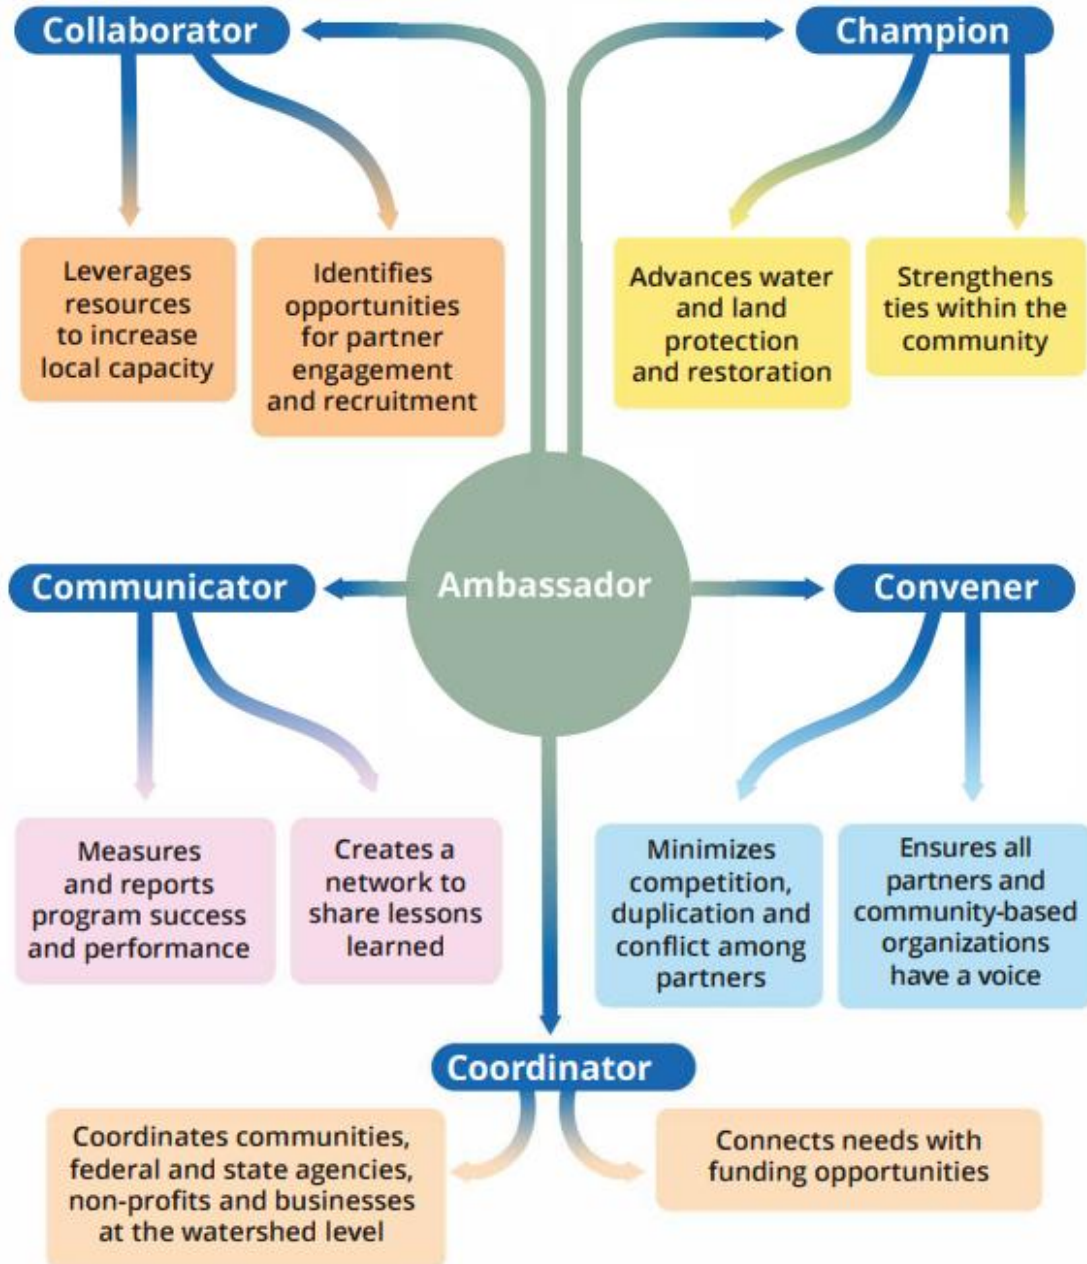 Collaborator
Champion
Leverages
resources
to increase
local capacity
Identifies
opportunities
for partner
engagement
and recruitment
Advances water
and land
protection
and restoration
Strengthens
ties within the
community
Ambassador
Communicator
Convener
Measures
and reports
program success
and performance
Creates a
network to
share lessons
learned
Minimizes
competition,
duplication and
conflict among
partners
Ensures all
partners and
community-based
organizations
have a voice
Coordinator
Coordinates communities,
federal and state agencies,
non-profits and businesses
at the watershed level
Connects needs with
funding opportunities